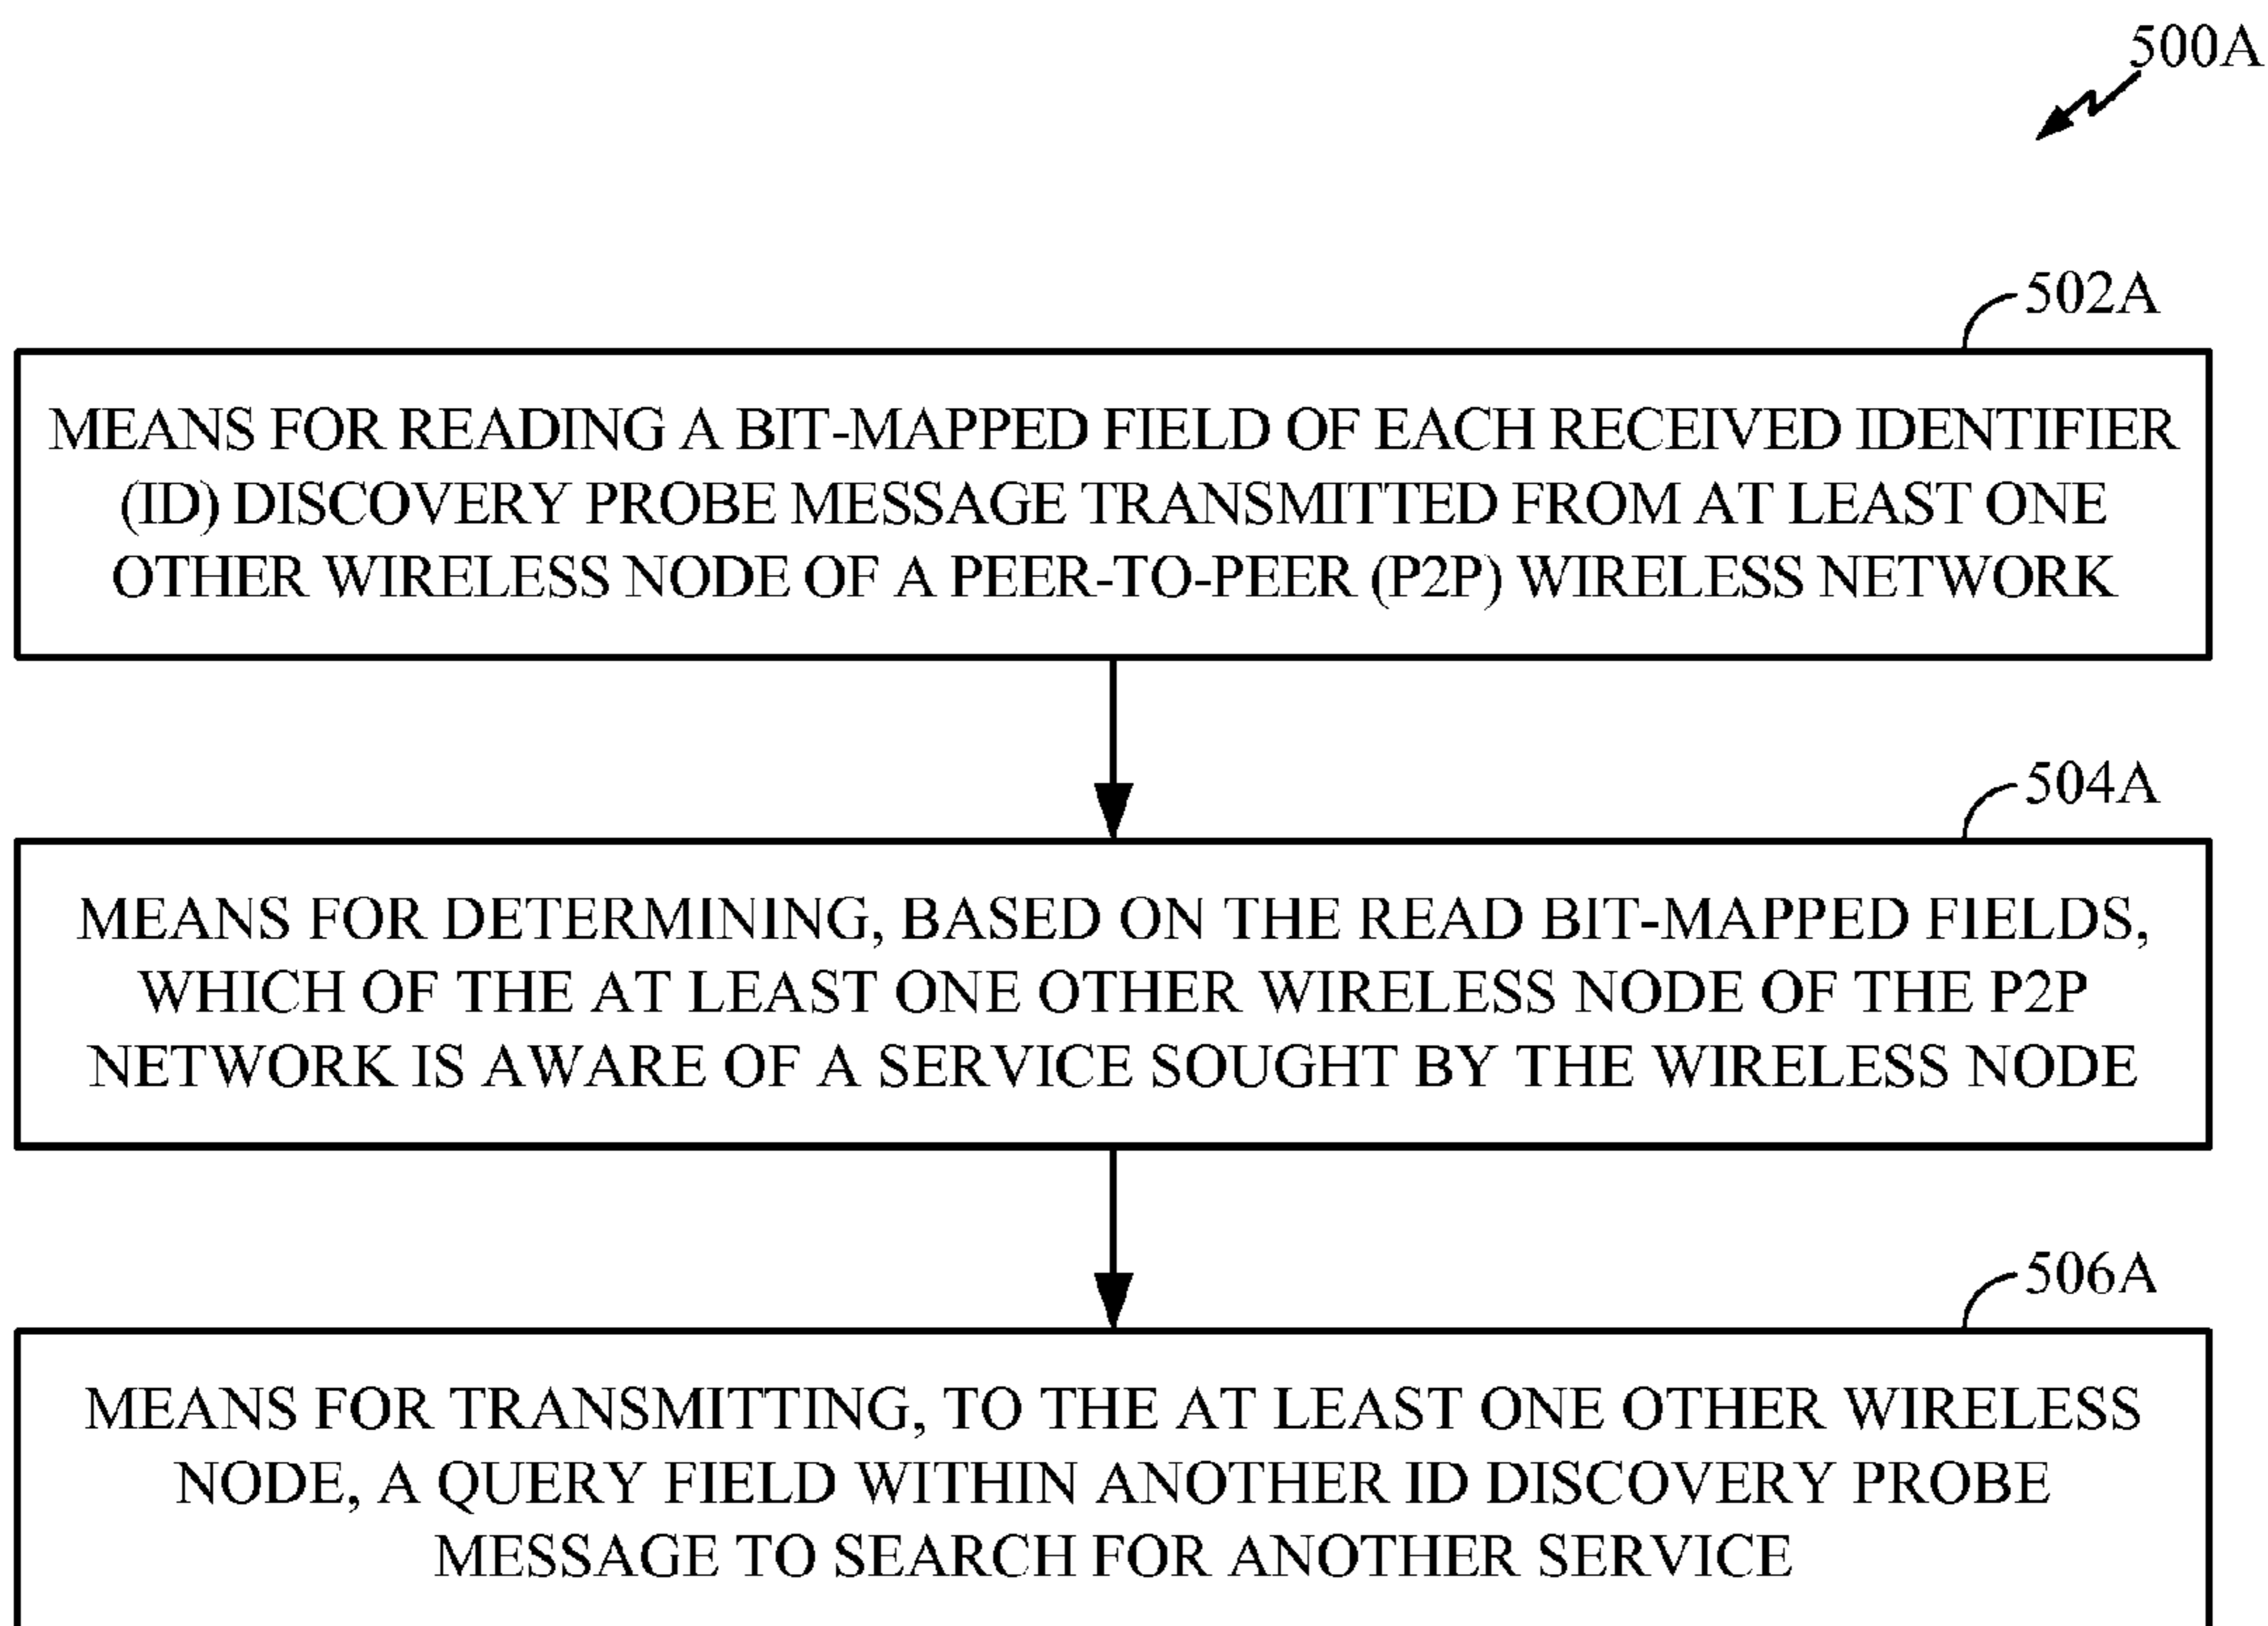 500A
502A
MEANS FOR READING A BIT-MAPPED FIELD OF EACH RECEIVED IDENTIFIER
(ID) DISCOVERY PROBE MESSAGE TRANSMITTED FROM AT LEAST ONE
OTHER WIRELESS NODE OF A PEER-TO-PEER (P2P) WIRELESS NETWORK
504A
MEANS FOR DETERMINING, BASED ON THE READ BIT-MAPPED FIELDS,
WHICH OF THE AT LEAST ONE OTHER WIRELESS NODE OF THE P2P
NETWORK IS AWARE OF A SERVICE SOUGHT BY THE WIRELESS NODE
506A
MEANS FOR TRANSMITTING, TO THE AT LEAST ONE OTHER WIRELESS
NODE, A QUERY FIELD WITHIN ANOTHER ID DISCOVERY PROBE
MESSAGE TO SEARCH FOR ANOTHER SERVICE